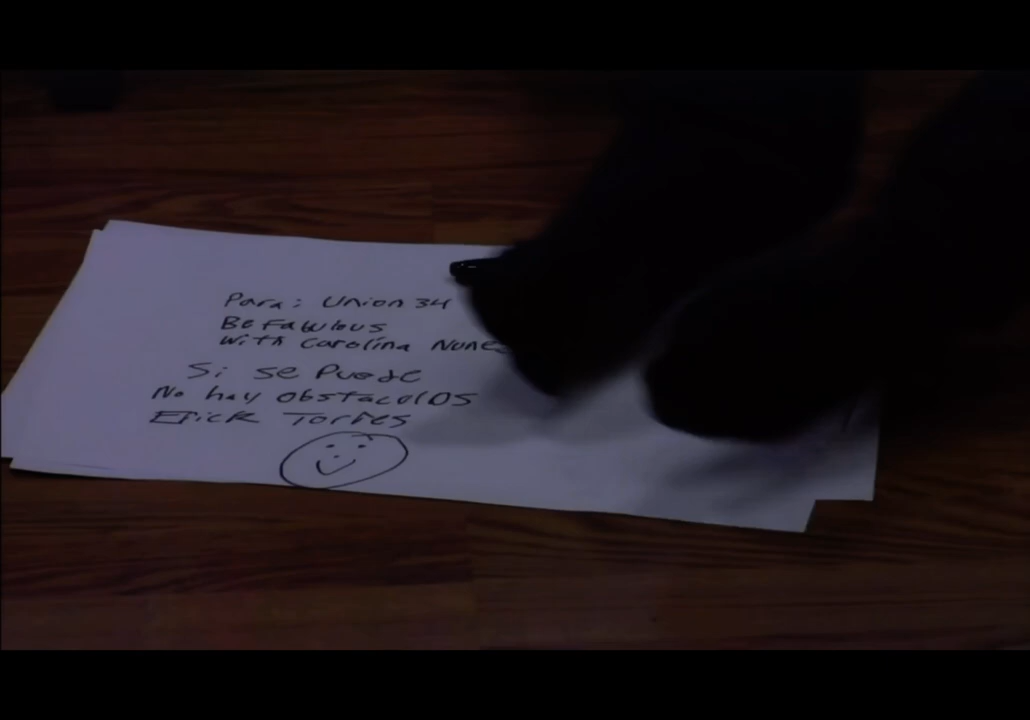 Para: Union 34
Be Fabulous
With Carolina Nunes
Si se Puede
No hay obstaculos
Erick Torres